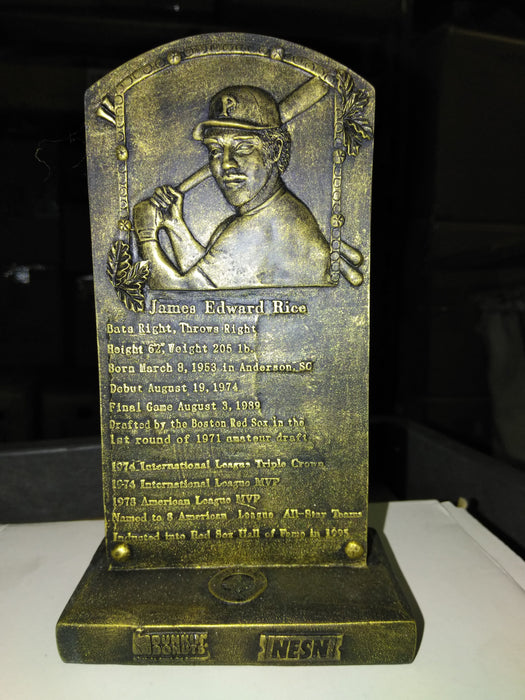 P
James Edward Rice
Bats Right, Throws Right
Height 6'2", Weight 205 lb.
Born March 8, 1953 in Anderson, SC
Debut August 19, 1974
Final Game August 3, 1989
Drafted by the Boston Red Sox in the
1st round of 1971 amateur draft.
1974 International League Triple Crown
1974 International League MVP
1978 American League MVP
Named to 8 American League All-Star Teams
Inducted into Red Sox Hall of Fame in 1995
DUNKIN'
DONUTS
NESN